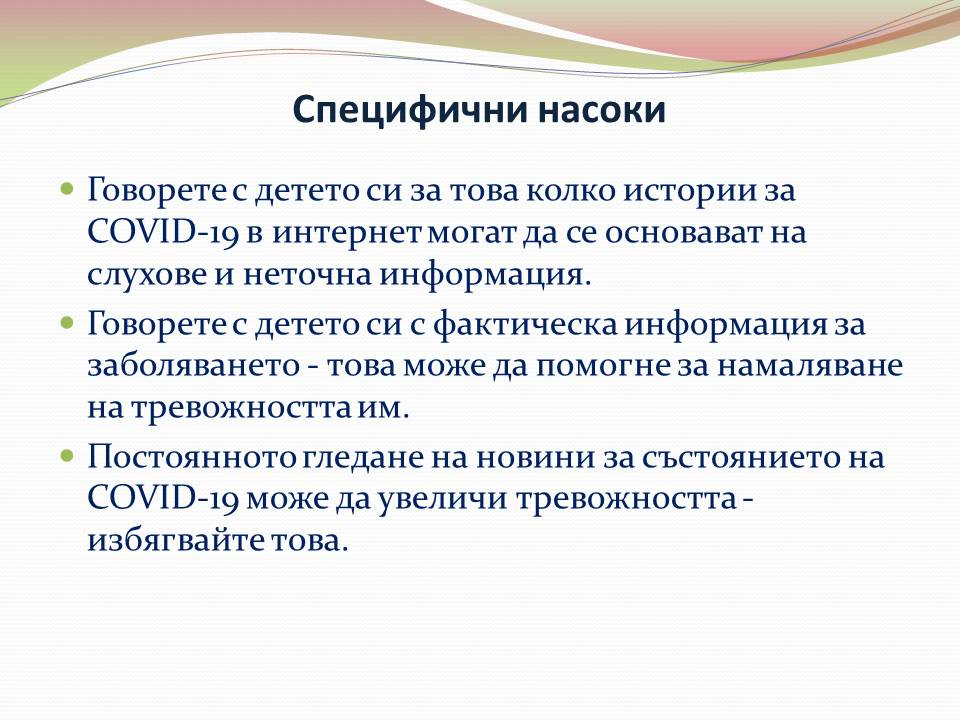 Специфични насоки
Говорете с детето си за това колко истории за
COVID-19 в интернет могат да се основават на
слухове и неточна информация.
Говорете с детето си с фактическа информация за
заболяването - това може да помогне за намаляване
на тревожността им.
Постоянното гледане на новини за състоянието на
COVID-19 може да увеличи тревожността -
избягвайте това.